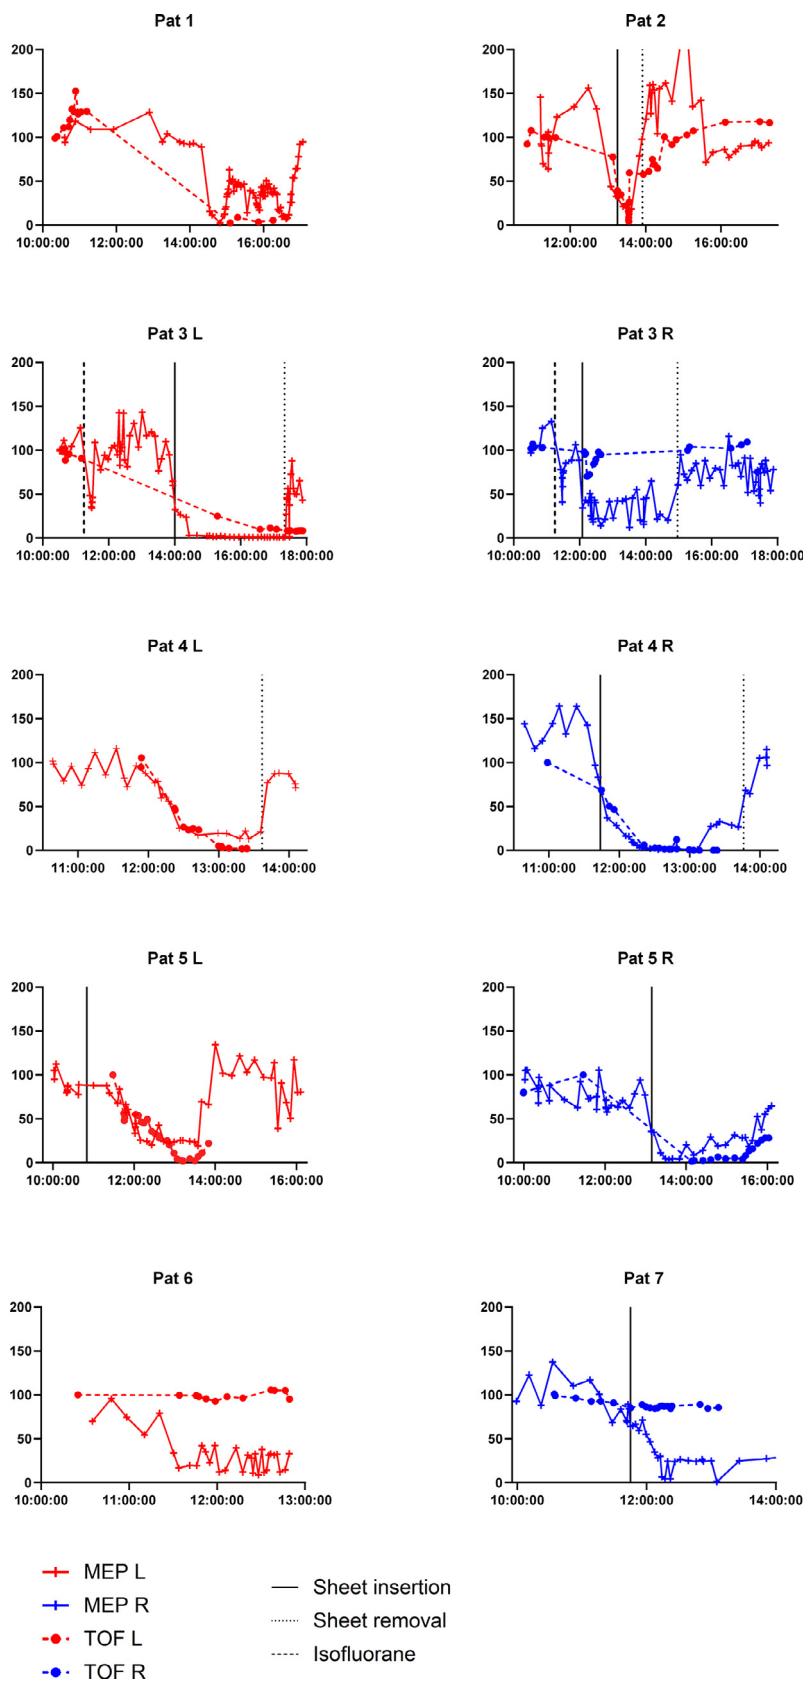 Pat 1
Pat 2
200
150
100
50
0
10:00:00 12:00:00 14:00:00 16:00:00
200
150
100
50
0
12:00:00 14:00:00 16:00:00
Pat 3 L
Pat 3 R
200
150
100
50
0
10:00:00 12:00:00 14:00:00 16:00:00 18:00:00
200
150
100
50
0
10:00:00 12:00:00 14:00:00 16:00:00 18:00:00
Pat 4 L
Pat 4 R
200
150
100
50
0
11:00:00 12:00:00 13:00:00 14:00:00
200
150
100
50
0
11:00:00 12:00:00 13:00:00 14:00:00
Pat 5 L
Pat 5 R
200
150
100
50
0
10:00:00 12:00:00 14:00:00 16:00:00
200
150
100
50
0
10:00:00 12:00:00 14:00:00 16:00:00
Pat 6
Pat 7
200
150
100
50
0
10:00:00 11:00:00 12:00:00 13:00:00
200
150
100
50
0
10:00:00 12:00:00 14:00:00
MEP L
MEP R
TOF L
TOF R
Sheet insertion
Sheet removal
Isofluorane